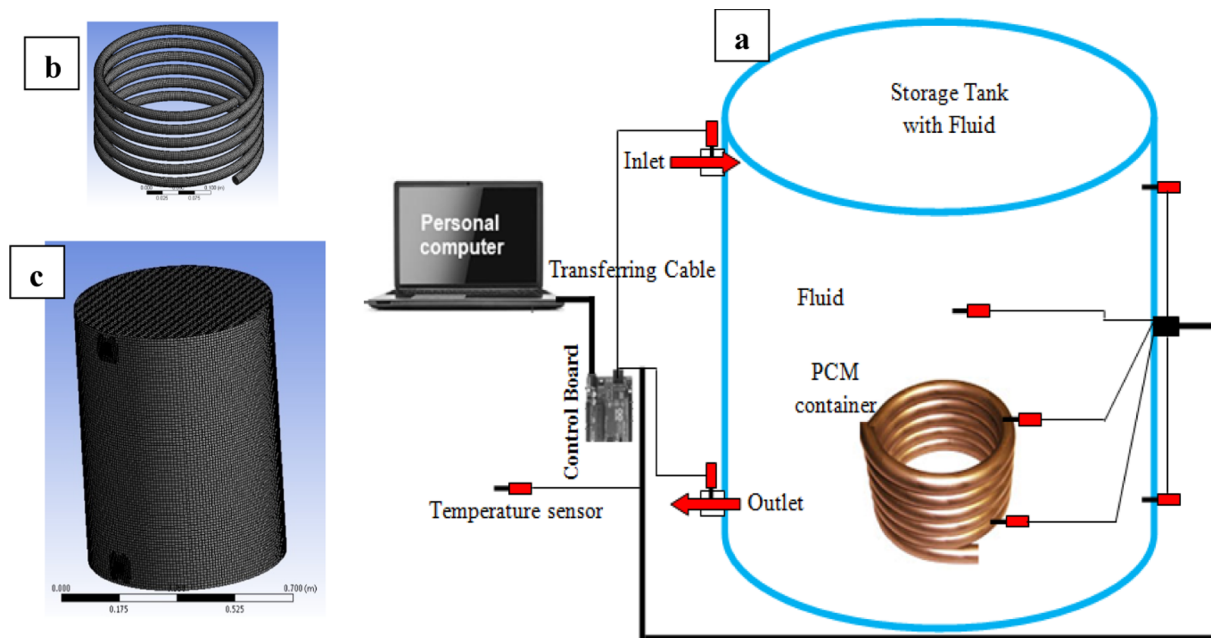 b
0.000
0.100 (m)
0.025
0.075
c
0.000
0.700 (m)
0.175
0.525
a
Storage Tank
with Fluid
Inlet
Personal
computer
Transferring Cable
Fluid
PCM
container
Control Board
Outlet
Temperature sensor